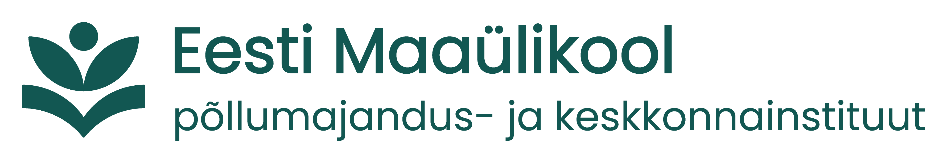 Eesti Maaülikool
põllumajandus- ja keskkonnainstituut